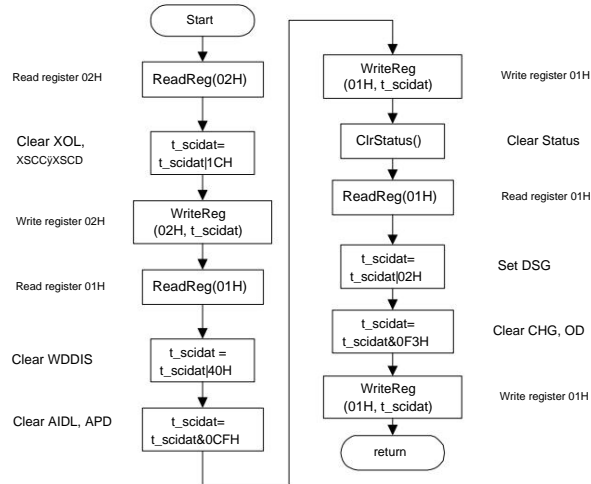 Start
Read register 02H
ReadReg(02H)
Clear XOL,
XSCCÿXSCD
t_scidat=
t_scidat|1CH
Write register 02H
WriteReg
(02H, t_scidat)
Read register 01H
ReadReg(01H)
Clear WDDIS
t_scidat =
t_scidat|40H
Clear AIDL, APD
t_scidat=
t_scidat&0CFH
WriteReg
(01H, t_scidat)
Write register 01H
ClrStatus()
Clear Status
ReadReg(01H)
Read register 01H
t_scidat=
t_scidat|02H
Set DSG
t_scidat=
t_scidat&0F3H
Clear CHG, OD
WriteReg
(01H, t_scidat)
Write register 01H
return